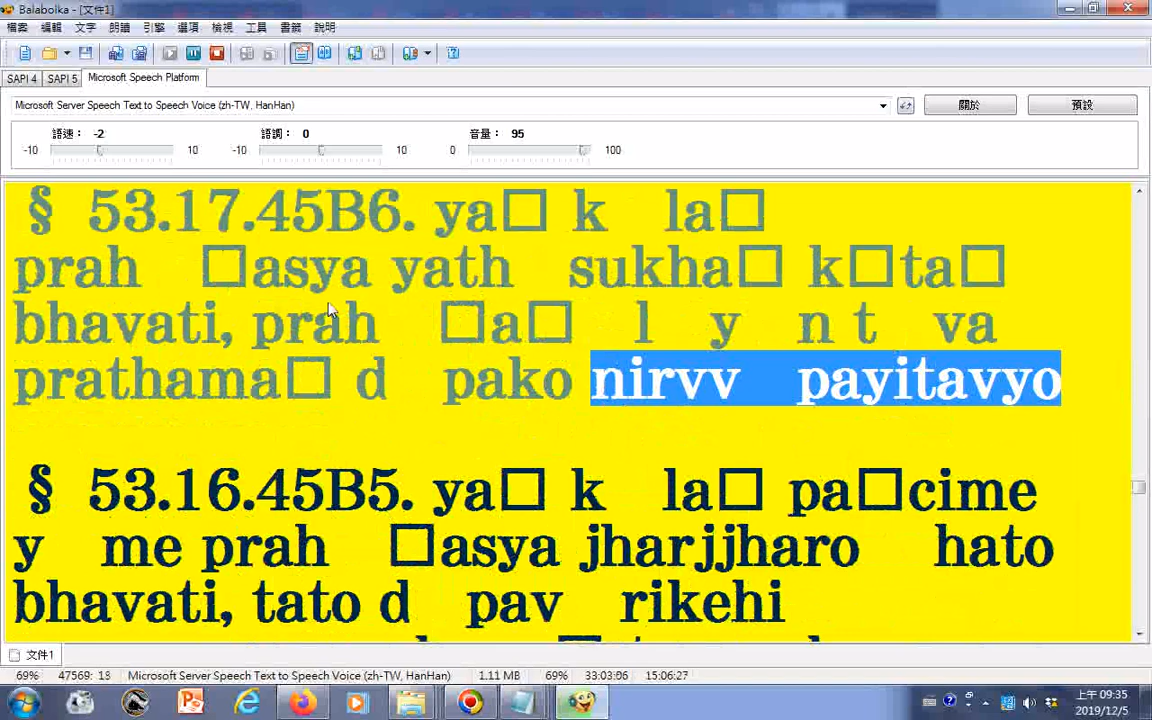 Balabolka - [文件1]
檔案 編輯 文字 朗讀 引擎 選項 檢視 工具 書籤 說明
SAPI 4 SAPI 5 Microsoft Speech Platform
Microsoft Server Speech Text to Speech Voice (zh-TW, HanHan) 關於 預設
語速： -2 語調： 0 音量： 95
-10 10 -10 10 0 100
§ 53.17.45B6. ya□ k la□
prah □asya yath sukha□ k□ta□
bhavati, prah □a□ l y n t va
prathama□ d pako nirvv payitavyo
§ 53.16.45B5. ya□ k la□ pa□cime
y me prah □asya jharjjharo hato
bhavati, tato d pav rikehi
文件1
69% 47569: 13 Microsoft Server Speech Text to Speech Voice (zh-TW, HanHan) 1.11 MB 69% 33:03:36 15:06:27
上午 09:35
2019/12/5